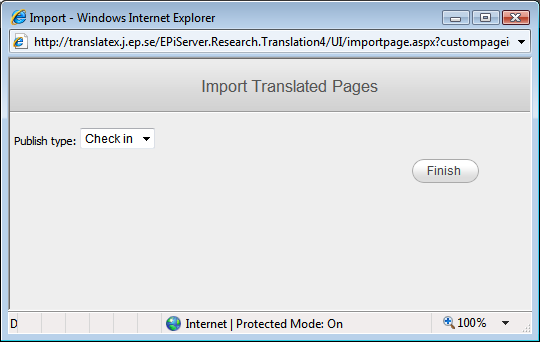 Import - Windows Internet Explorer
http://translatex.j.ep.se/EPiServer.Research.Translation4/UI/importpage.aspx?custompagei
Import Translated Pages
Publish type: Check in
Finish
D Internet | Protected Mode: On 100%